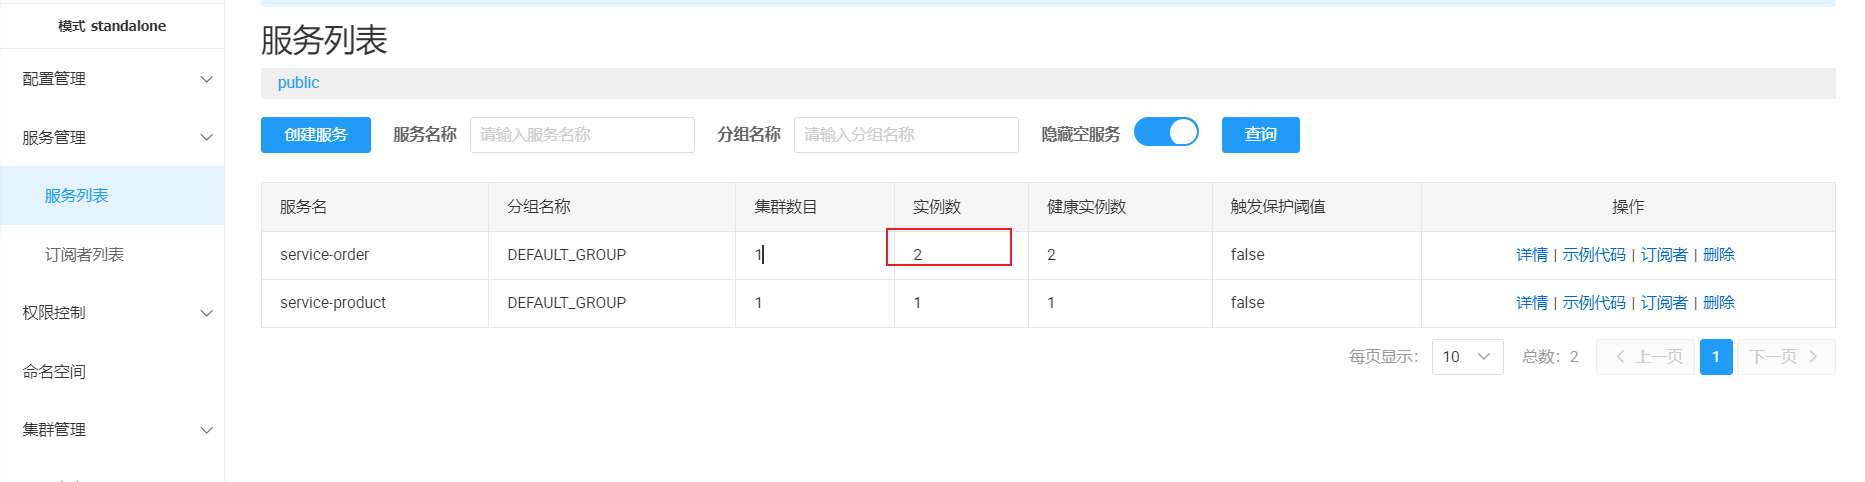 模式 standalone
配置管理
服务管理
服务列表
订阅者列表
权限控制
命名空间
集群管理
服务列表
public
创建服务 服务名称 请输入服务名称 分组名称 请输入分组名称 隐藏空服务 查询
服务名 分组名称 集群数目 实例数 健康实例数 触发保护阈值 操作
service-order DEFAULT_GROUP 1 2 2 false 详情 | 示例代码 | 订阅者 | 删除
service-product DEFAULT_GROUP 1 1 1 false 详情 | 示例代码 | 订阅者 | 删除
每页显示： 10 总数：2 上一页 1 下一页